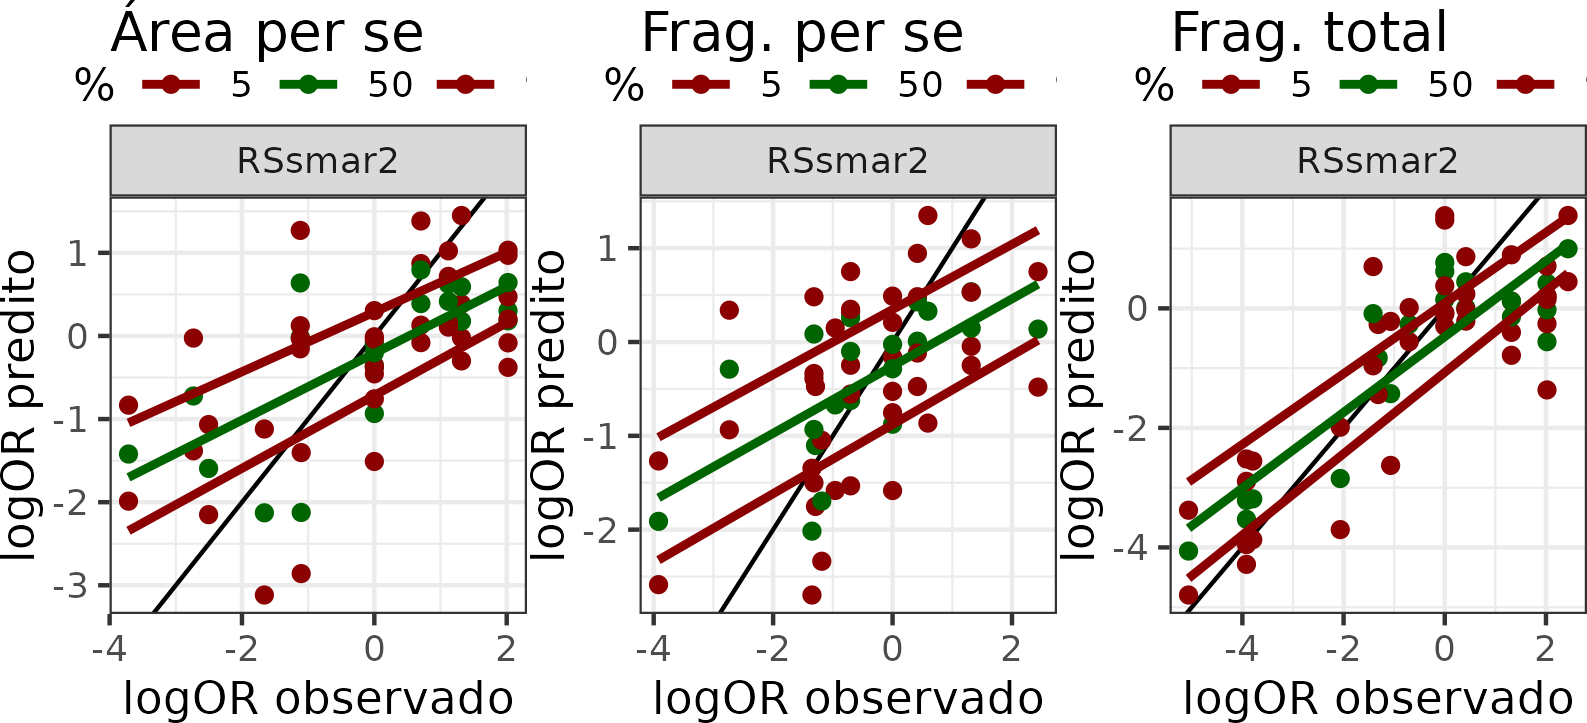 Área per se
% 5 50
RSsmar2
1
0
-1
-2
-3
-4 -2 0 2
logOR predito
logOR observado
Frag. per se
% 5 50
RSsmar2
1
0
-1
-2
-4 -2 0 2
logOR predito
logOR observado
Frag. total
% 5 50
RSsmar2
0
-2
-4
-4 -2 0 2
logOR predito
logOR observado